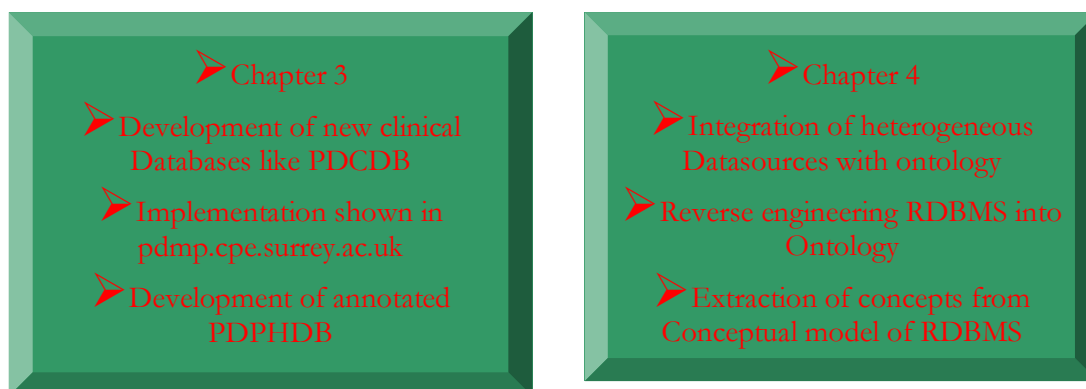 Chapter 3
Development of new clinical
Databases like PDCDB
Implementation shown in
pdmp.cpe.surrey.ac.uk
Development of annotated
PDPHDB
Chapter 4
Integration of heterogeneous
Datasources with ontology
Reverse engineering RDBMS into
Ontology
Extraction of concepts from
Conceptual model of RDBMS